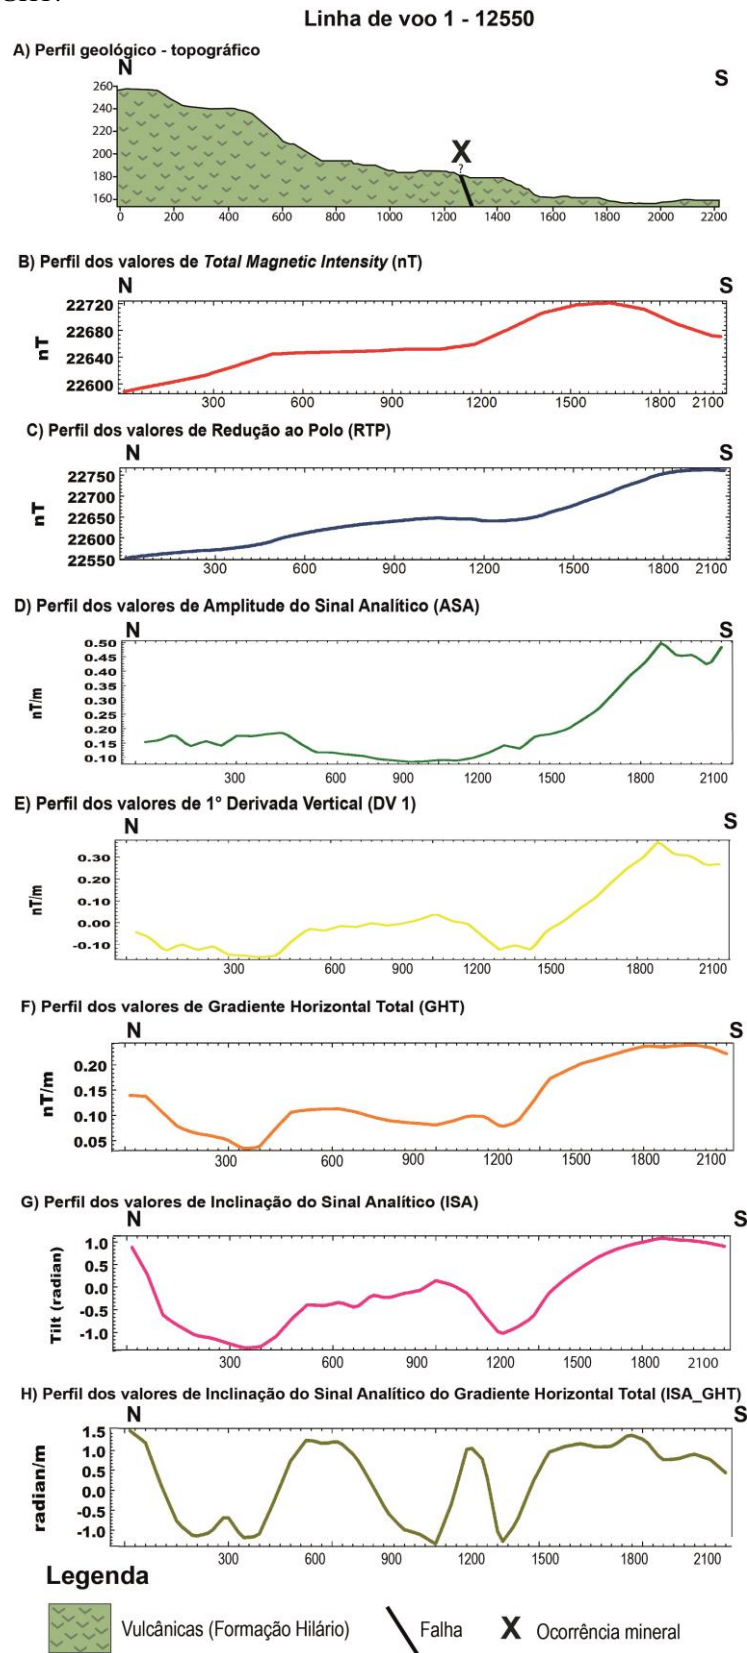 GHT.
Linha de voo 1 - 12550
A) Perfil geológico - topográfico
N
S
260
240
220
200
180
160
X
?
0 200 400 600 800 1000 1200 1400 1600 1800 2000 2200
B) Perfil dos valores de Total Magnetic Intensity (nT)
N S
nT
22720
22680
22640
22600
300 600 900 1200 1500 1800 2100
C) Perfil dos valores de Redução ao Polo (RTP)
N S
nT
22750
22700
22650
22600
22550
300 600 900 1200 1500 1800 2100
D) Perfil dos valores de Amplitude do Sinal Analítico (ASA)
N S
nT/m
0.50
0.45
0.35
0.30
0.20
0.15
0.10
300 600 900 1200 1500 1800 2100
E) Perfil dos valores de 1º Derivada Vertical (DV 1)
N S
nT/m
0.30
0.20
0.10
0.00
-0.10
300 600 900 1200 1500 1800 2100
F) Perfil dos valores de Gradiente Horizontal Total (GHT)
N S
nT/m
0.20
0.15
0.10
0.05
300 600 900 1200 1500 1800 2100
G) Perfil dos valores de Inclinação do Sinal Analítico (ISA)
N S
Tilt (radian)
1.0
0.5
0.0
-0.5
-1.0
300 600 900 1200 1500 1800 2100
H) Perfil dos valores de Inclinação do Sinal Analítico do Gradiente Horizontal Total (ISA_GHT)
N S
radian/m
1.5
1.0
0.5
0.0
-0.5
-1.0
300 600 900 1200 1500 1800 2100
Legenda
Vulcânicas (Formação Hilário) Falha X Ocorrência mineral